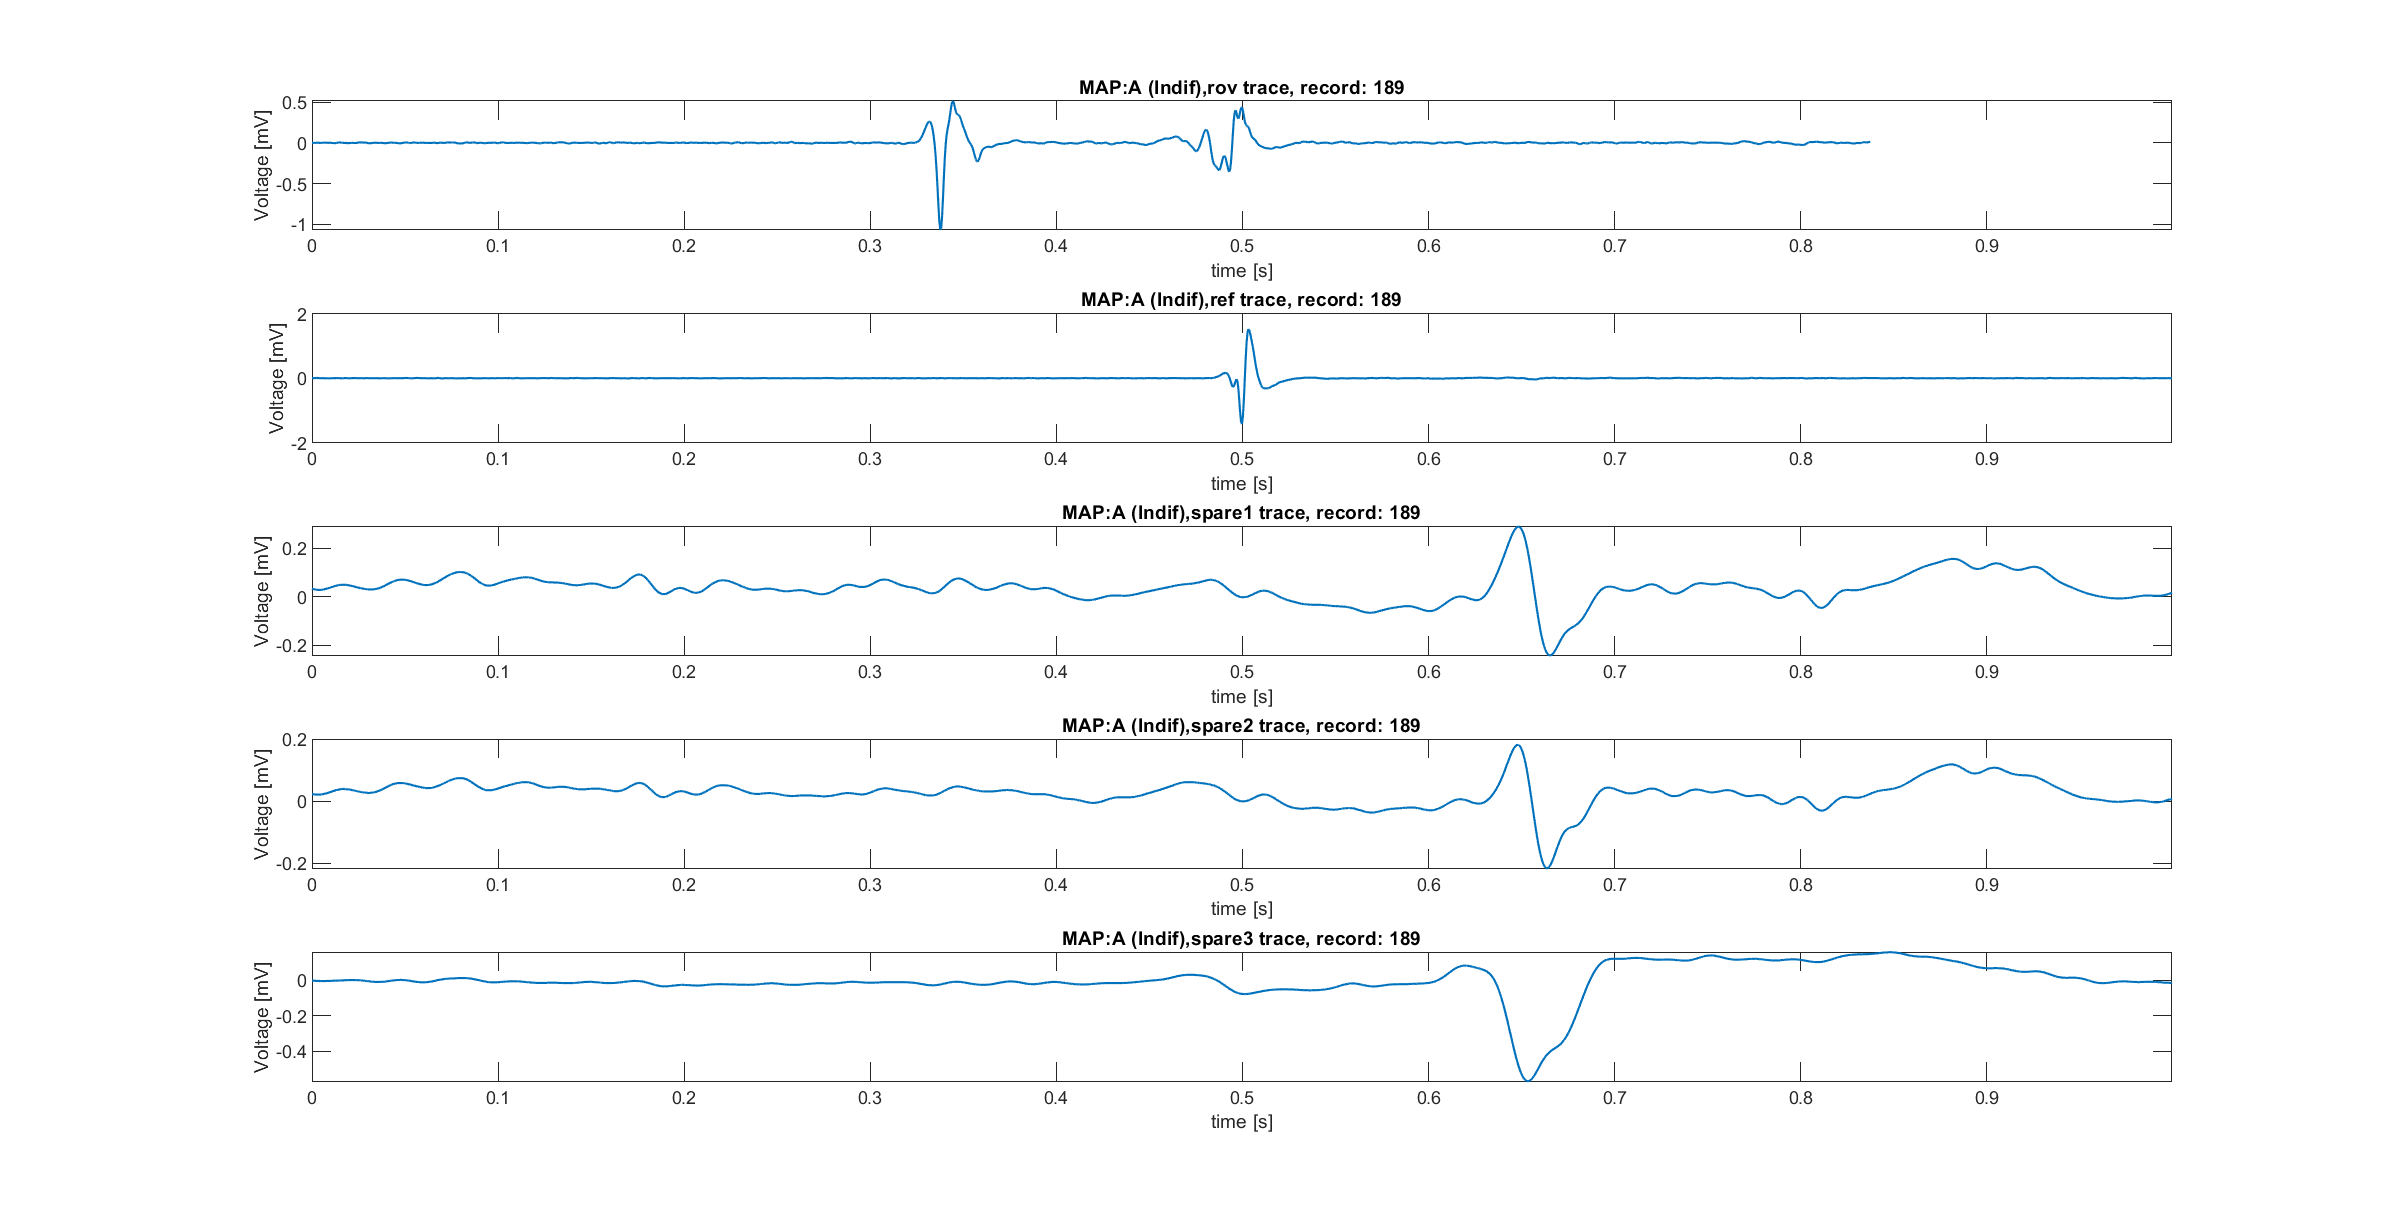 MAP:A (Indif),rov trace, record: 189
Voltage [mV]
0.5
0
-0.5
-1
0 0.1 0.2 0.3 0.4 0.5 0.6 0.7 0.8 0.9
time [s]
MAP:A (Indif),ref trace, record: 189
Voltage [mV]
2
0
-2
0 0.1 0.2 0.3 0.4 0.5 0.6 0.7 0.8 0.9
time [s]
MAP:A (Indif),spare1 trace, record: 189
Voltage [mV]
0.2
0
-0.2
0 0.1 0.2 0.3 0.4 0.5 0.6 0.7 0.8 0.9
time [s]
MAP:A (Indif),spare2 trace, record: 189
Voltage [mV]
0.2
0
-0.2
0 0.1 0.2 0.3 0.4 0.5 0.6 0.7 0.8 0.9
time [s]
MAP:A (Indif),spare3 trace, record: 189
Voltage [mV]
0
-0.2
-0.4
0 0.1 0.2 0.3 0.4 0.5 0.6 0.7 0.8 0.9
time [s]